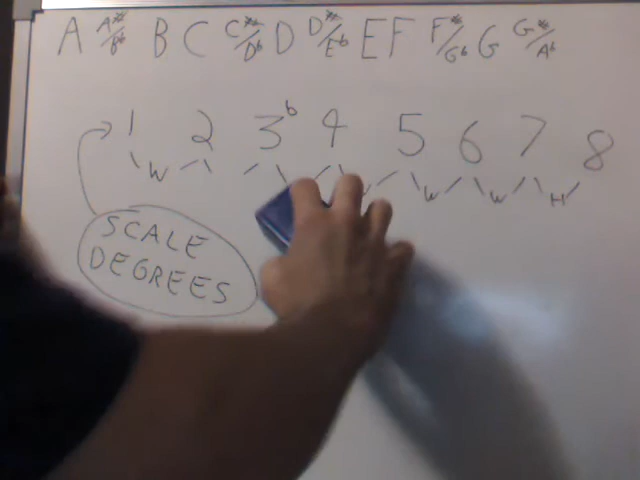 A A#/Bb B C C#/Db D D#/Eb E F F#/Gb G G#/Ab
1 2 3b 4 5 6 7 8
W W W H
SCALE
DEGREES